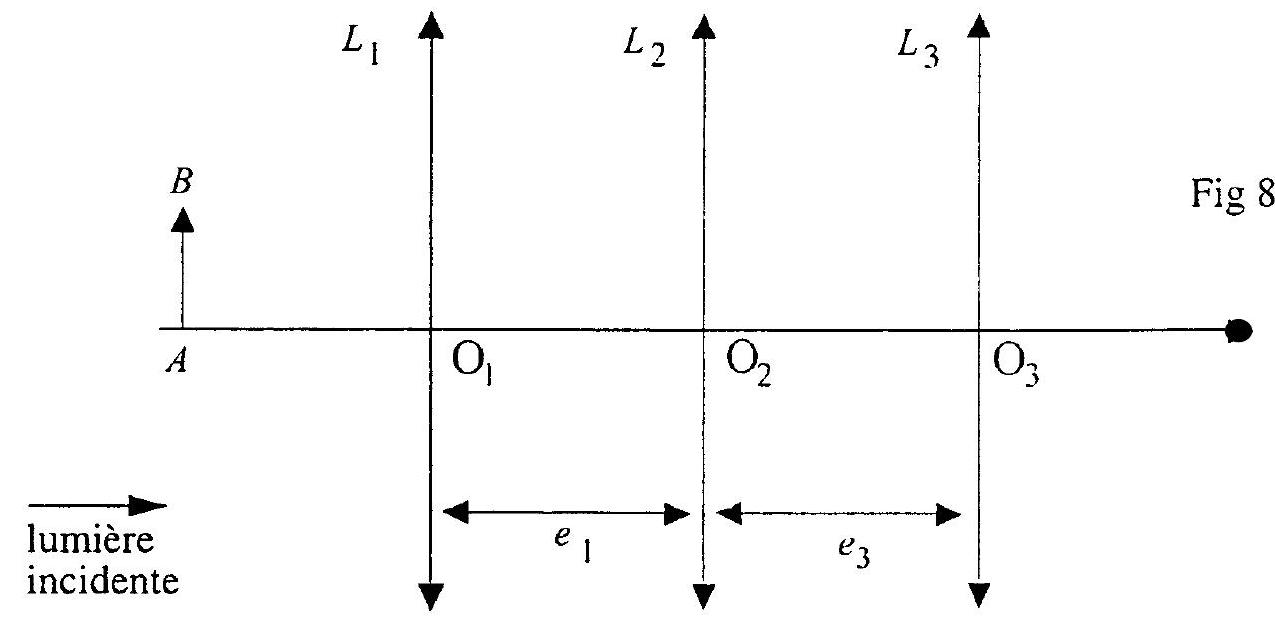 L1
L2
L3
B
Fig 8
A
O1
O2
O3
e1
e3
lumière
incidente